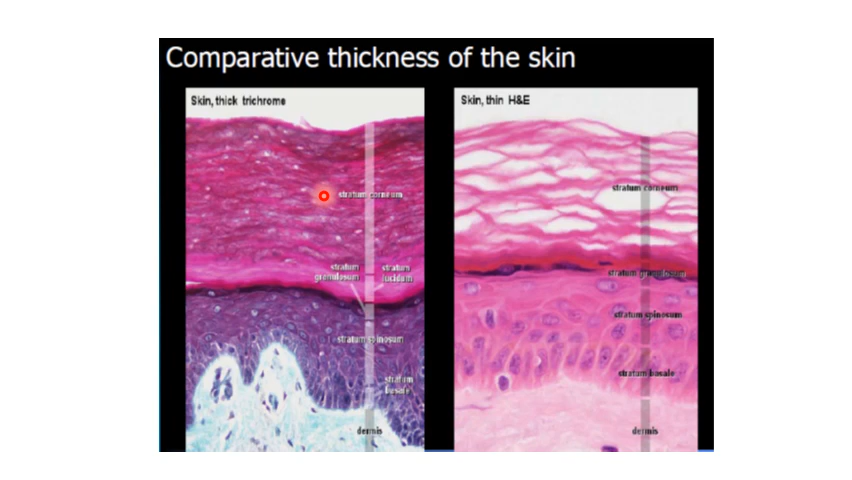 Comparative thickness of the skin
Skin, thick trichrome
stratum corneum
stratum
granulosum
stratum
lucidum
stratum spinosum
stratum
basale
dermis
Skin, thin H&E
stratum corneum
stratum granulosum
stratum spinosum
stratum basale
dermis